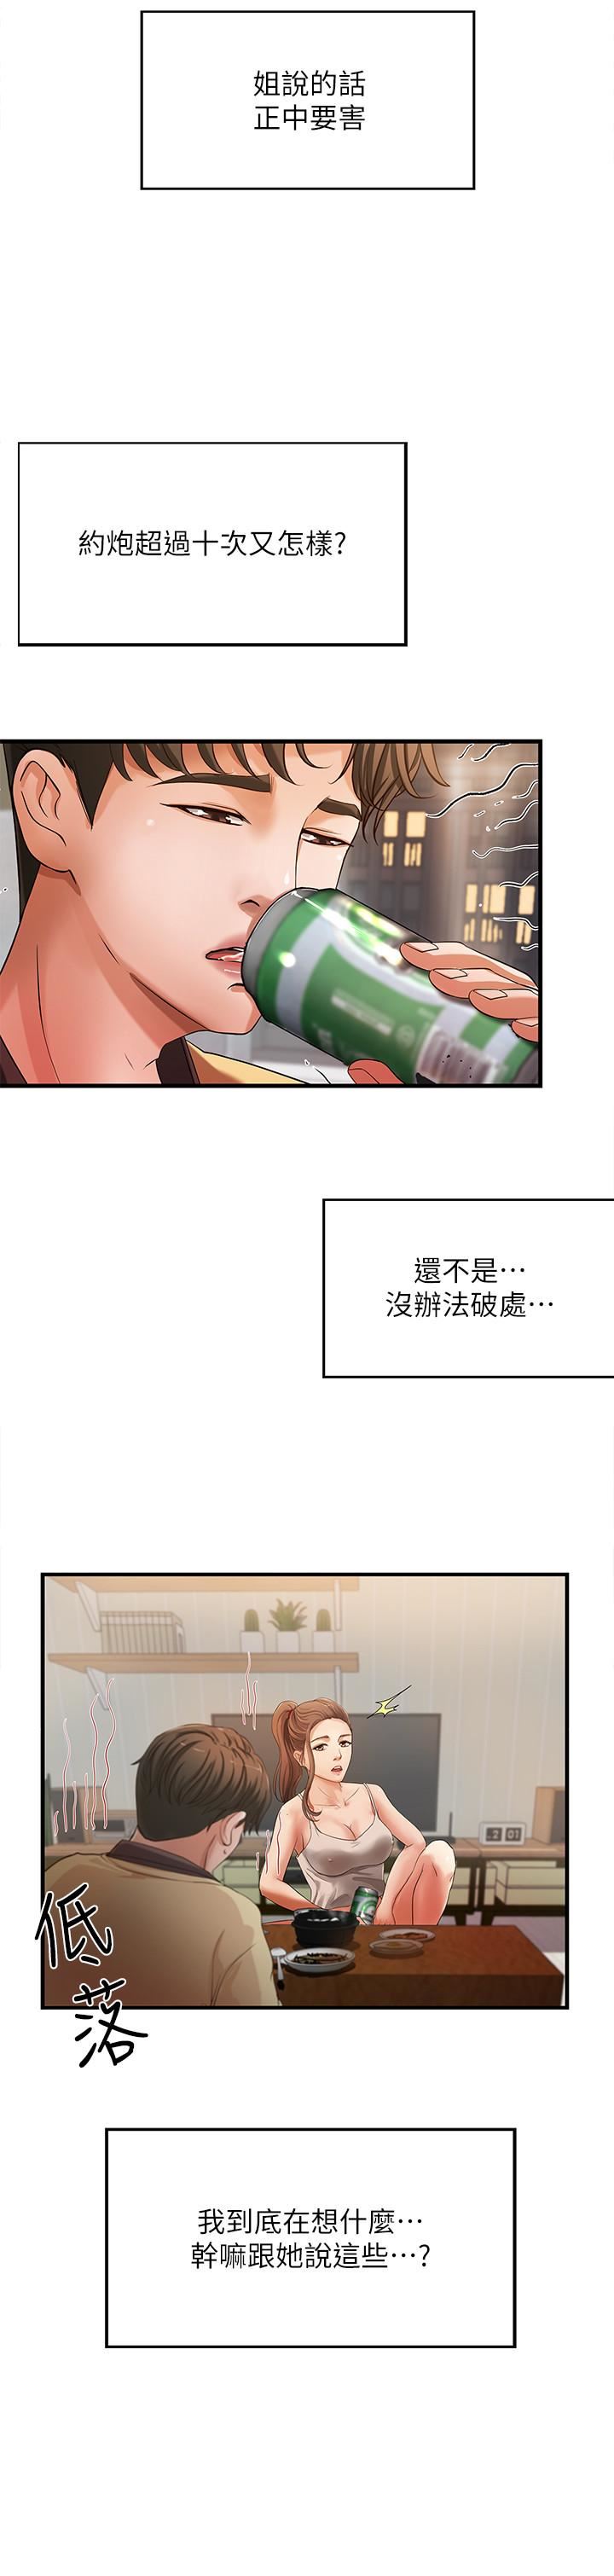 姐說的話
正中要害
約炮超過十次又怎樣?
還不是…
沒辦法破處…
低落
我到底在想什麼…
幹嘛跟她說這些…?